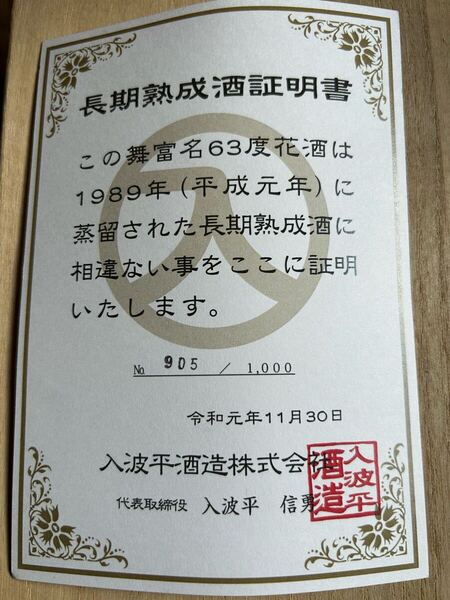 長期熟成酒証明書
この舞富名63度花酒は
1989年(平成元年)に
蒸留された長期熟成酒に
相違ない事をここに証明
いたします。
入
№ 905 / 1,000
令和元年11月30日
入波平酒造株式会社
代表取締役 入波平 信勇
入波平
酒造